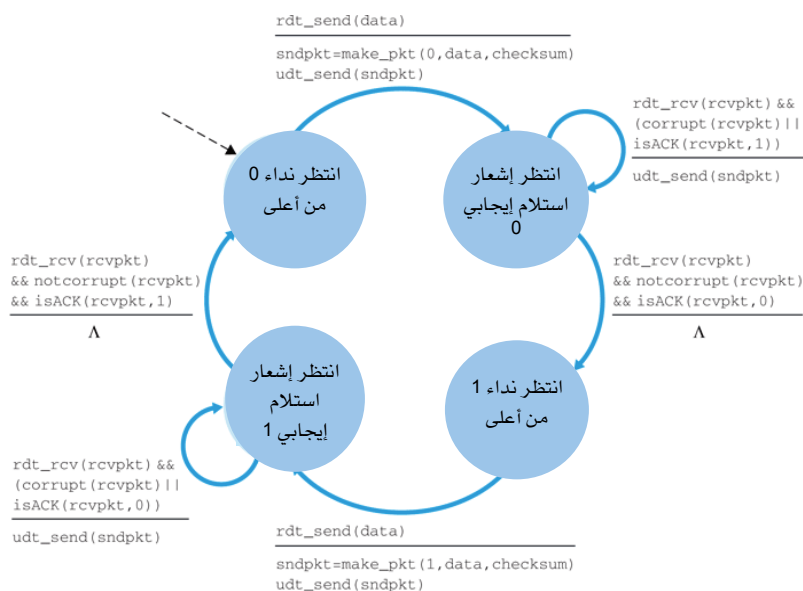 rdt_send(data)
sndpkt=make_pkt(0,data,checksum)
udt_send(sndpkt)
rdt_rcv(rcvpkt) &&
(corrupt(rcvpkt)||
isACK(rcvpkt,1))
udt_send(sndpkt)
انتظر نداء 0
من أعلى
انتظر إشعار
استلام إيجابي
0
rdt_rcv(rcvpkt)
&& notcorrupt(rcvpkt)
&& isACK(rcvpkt,1)
Λ
rdt_rcv(rcvpkt)
&& notcorrupt(rcvpkt)
&& isACK(rcvpkt,0)
Λ
انتظر إشعار
استلام
إيجابي 1
انتظر نداء 1
من أعلى
rdt_rcv(rcvpkt) &&
(corrupt(rcvpkt)||
isACK(rcvpkt,0))
udt_send(sndpkt)
rdt_send(data)
sndpkt=make_pkt(1,data,checksum)
udt_send(sndpkt)